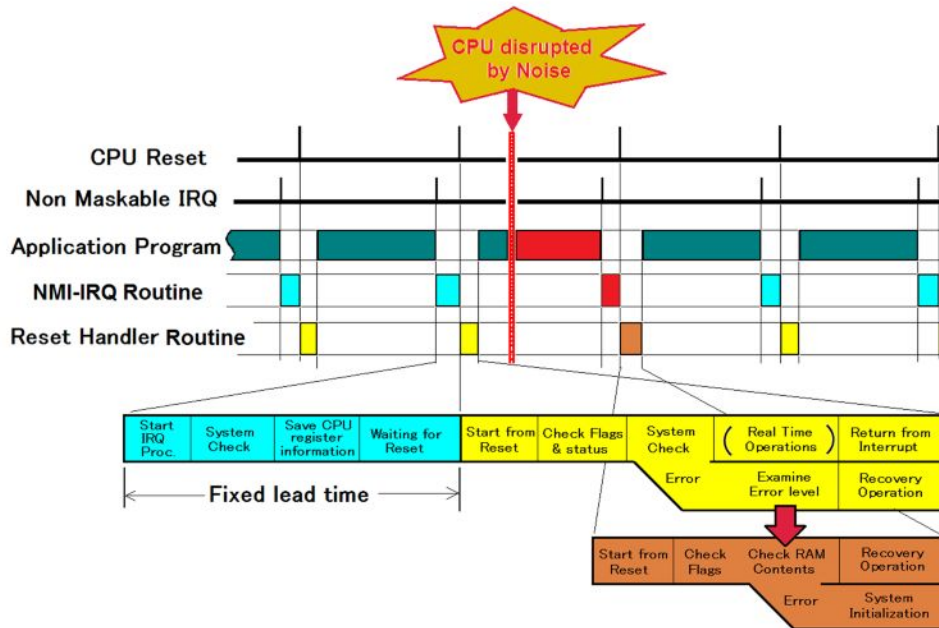 CPU disrupted
by Noise
CPU Reset
Non Maskable IRQ
Application Program
NMI-IRQ Routine
Reset Handler Routine
Start
IRQ
Proc.
System
Check
Save CPU
register
information
Waiting for
Reset
Start from
Reset
Check Flags
& status
System
Check
( Real Time
Operations )
Return from
Interrupt
Error
Examine
Error level
Recovery
Operation
Fixed lead time
Start from
Reset
Check
Flags
Check RAM
Contents
Recovery
Operation
Error
System
Initialization